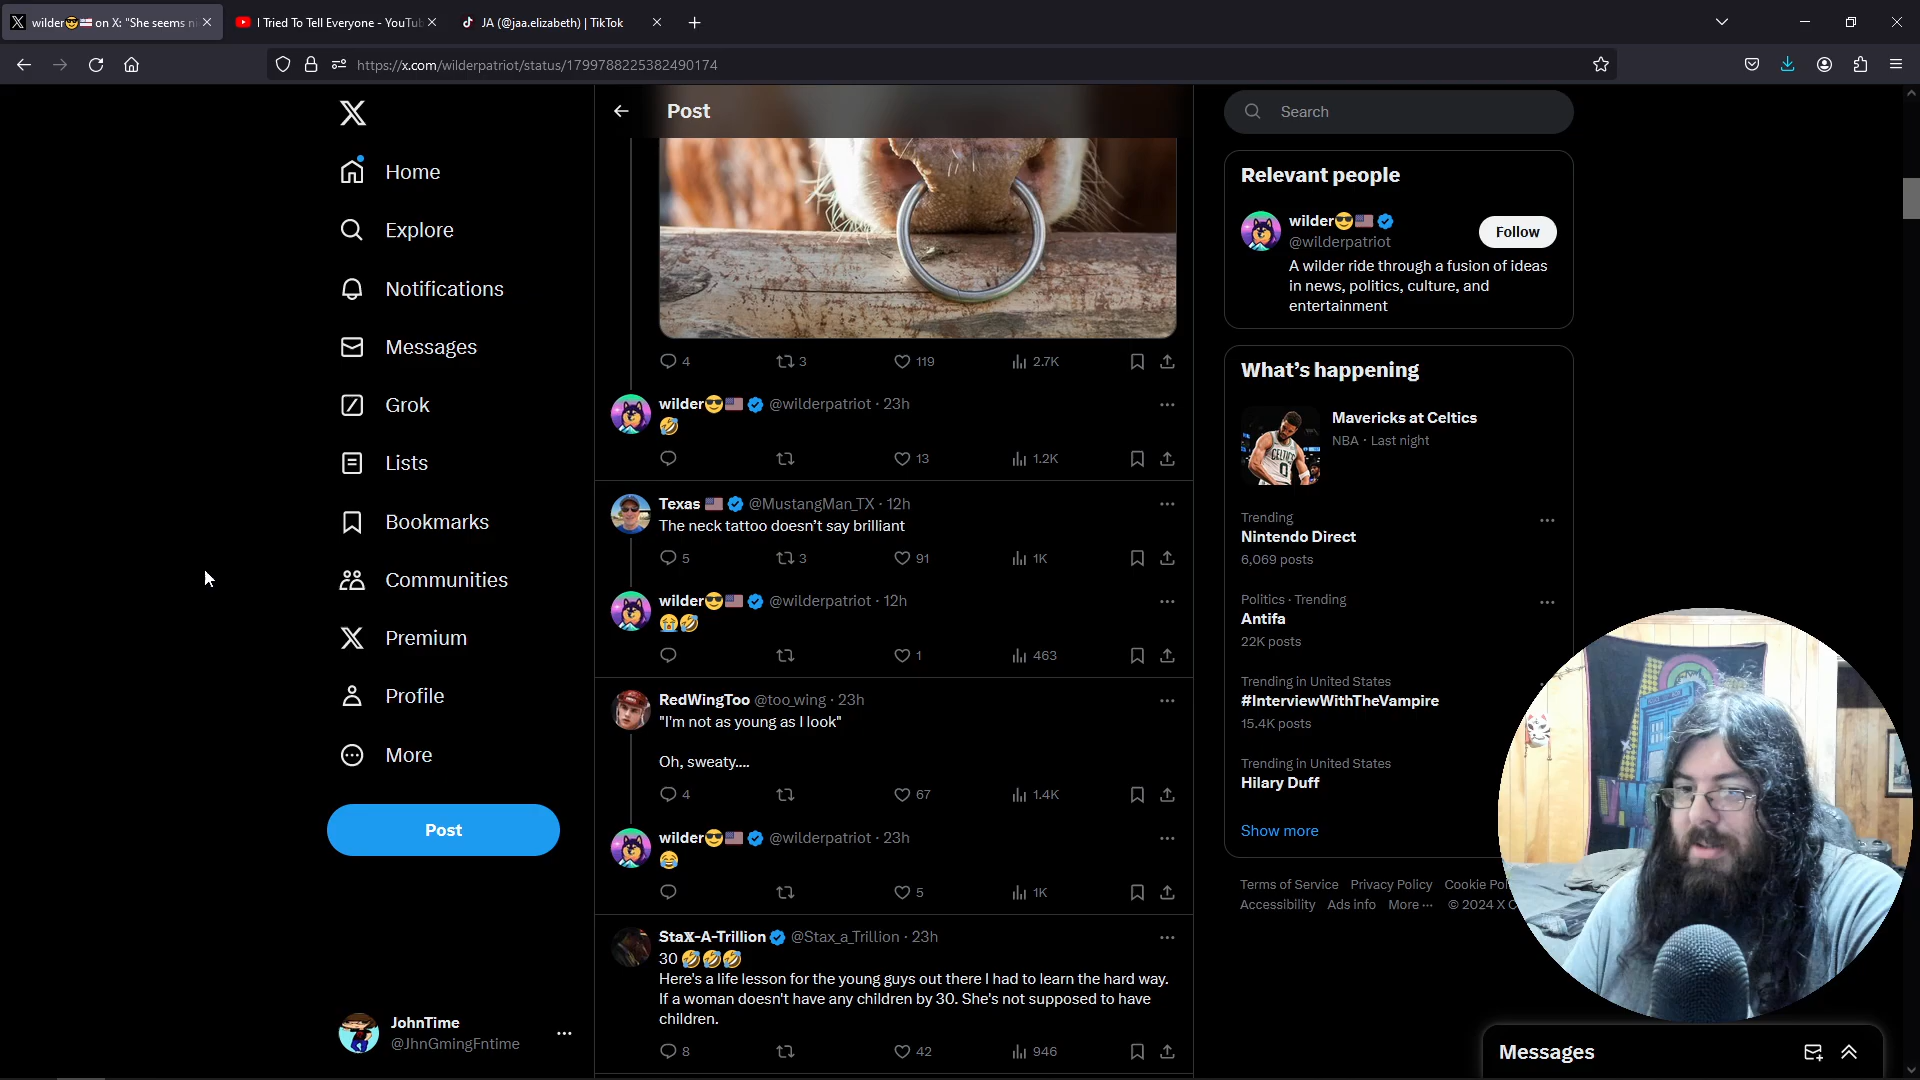 wilder😎🇺🇸 on X: "She seems ni
I Tried To Tell Everyone - YouTub
JA (@jaa.elizabeth) | TikTok
https://x.com/wilderpatriot/status/1799788225382490174
Home
Explore
Notifications
Messages
Grok
Lists
Bookmarks
Communities
Premium
Profile
More
Post
JohnTime
@JhnGmingFntime
Post
4 3 119 2.7K
wilder😎🇺🇸 @wilderpatriot · 23h
🤣
13 1.2K
Texas 🇺🇸 @MustangMan_TX · 12h
The neck tattoo doesn’t say brilliant
5 3 91 1K
wilder😎🇺🇸 @wilderpatriot · 12h
😭🤣
1 463
RedWingToo @too_wing · 23h
"I'm not as young as I look"
Oh, sweaty....
4 67 1.4K
wilder😎🇺🇸 @wilderpatriot · 23h
😂
5 1K
StaX-A-Trillion @Stax_a_Trillion · 23h
30 🤣🤣🤣
Here's a life lesson for the young guys out there I had to learn the hard way.
If a woman doesn't have any children by 30. She's not supposed to have
children.
8 42 946
Search
Relevant people
wilder😎🇺🇸
@wilderpatriot
Follow
A wilder ride through a fusion of ideas
in news, politics, culture, and
entertainment
What’s happening
Mavericks at Celtics
NBA · Last night
CELTICS
0
Trending
Nintendo Direct
6,069 posts
Politics · Trending
Antifa
22K posts
Trending in United States
#InterviewWithTheVampire
15.4K posts
Trending in United States
Hilary Duff
Show more
Terms of Service Privacy Policy Cookie Pol
Accessibility Ads info More ··· © 2024 X C
Messages